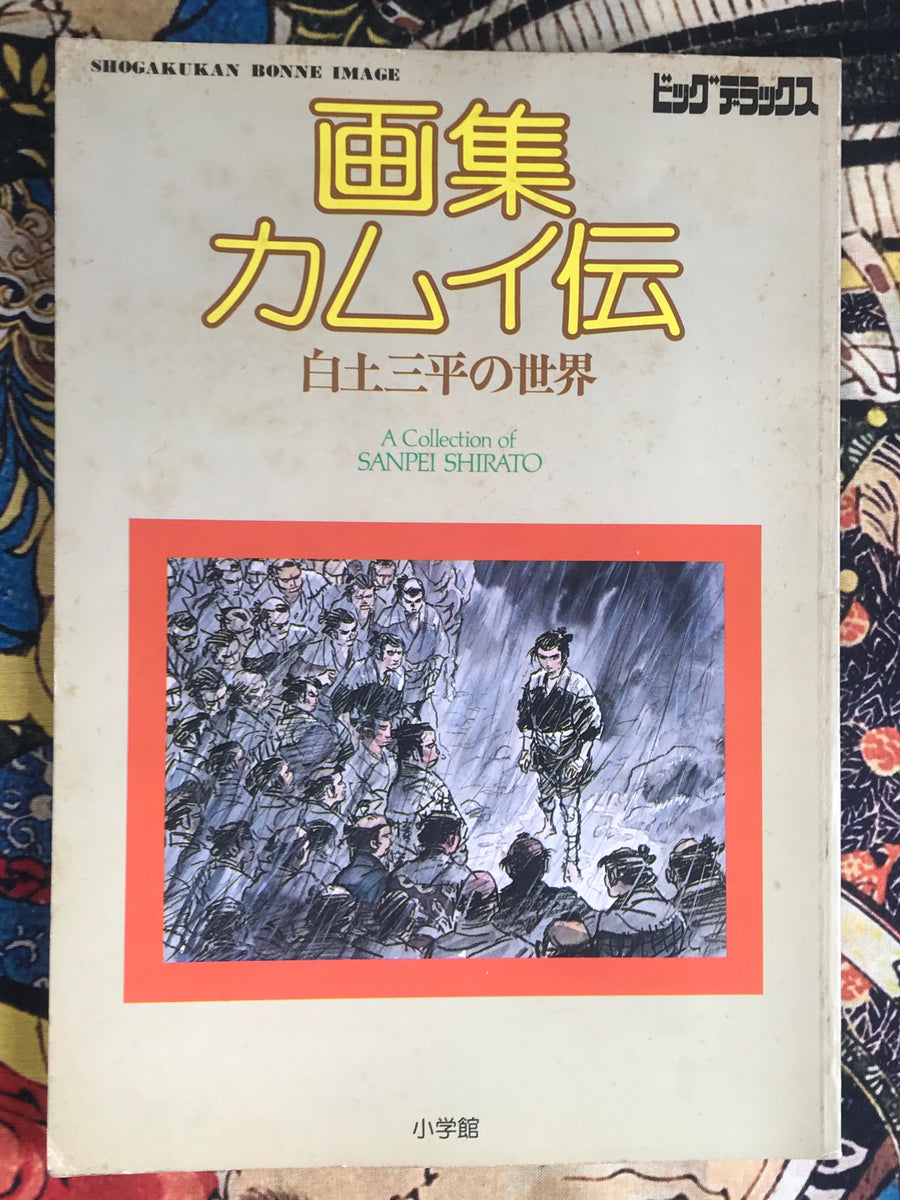 SHOGAKUKAN BONNE IMAGE
ビッグデラックス
画集
カムイ伝
白土三平の世界
A Collection of
SANPEI SHIRATO
小学館